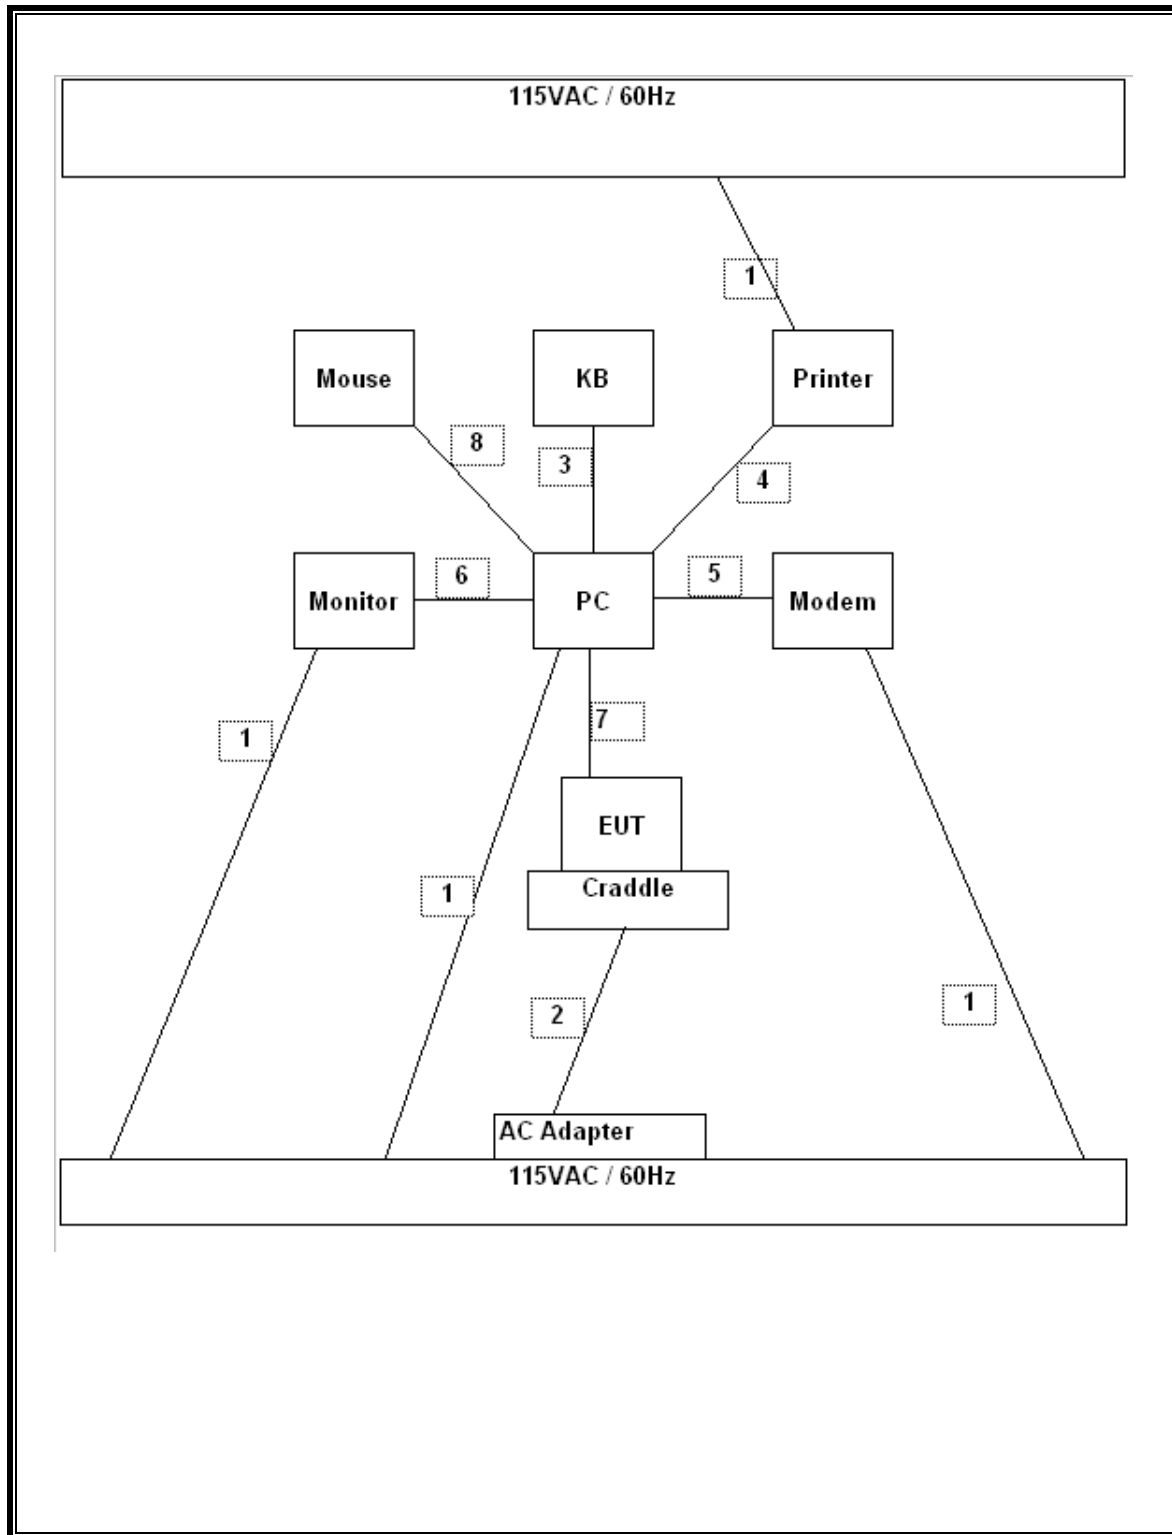 115VAC / 60Hz
1
Mouse
KB
Printer
8
3
4
Monitor
6
PC
5
Modem
1
7
EUT
Craddle
1
2
1
AC Adapter
115VAC / 60Hz